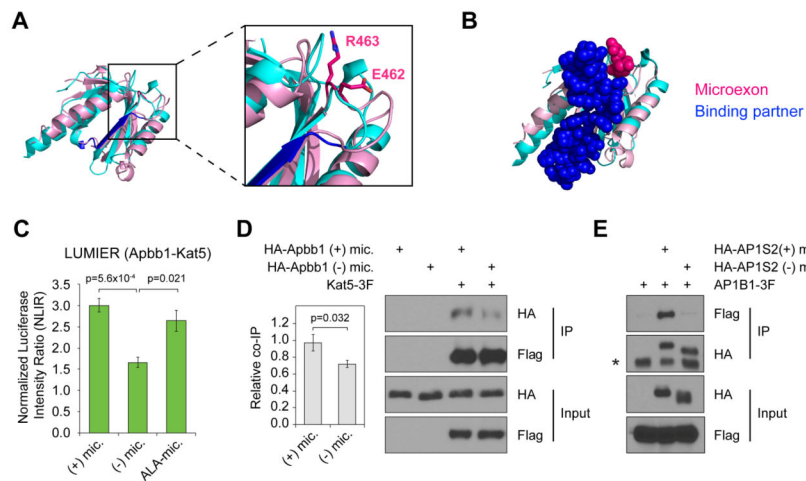 A
R463
E462
B
Microexon
Binding partner
C
LUMIER (Apbb1-Kat5)
p=5.6x10⁻⁴
p=0.021
Normalized Luciferase
Intensity Ratio (NLIR)
3.5
3.0
2.5
2.0
1.5
1.0
0.5
0.0
(+) mic.
(-) mic.
ALA-mic.
D
HA-Apbb1 (+) mic.
+ +
HA-Apbb1 (-) mic.
+ +
Kat5-3F
+ +
p=0.032
Relative co-IP
1.2
1.0
0.8
0.6
0.4
0.2
0.0
(+) mic.
(-) mic.
HA
Flag
IP
HA
Flag
Input
E
+
HA-AP1S2(+) m
+
HA-AP1S2 (-) m
+ + +
AP1B1-3F
Flag
HA
IP
*
HA
Flag
Input